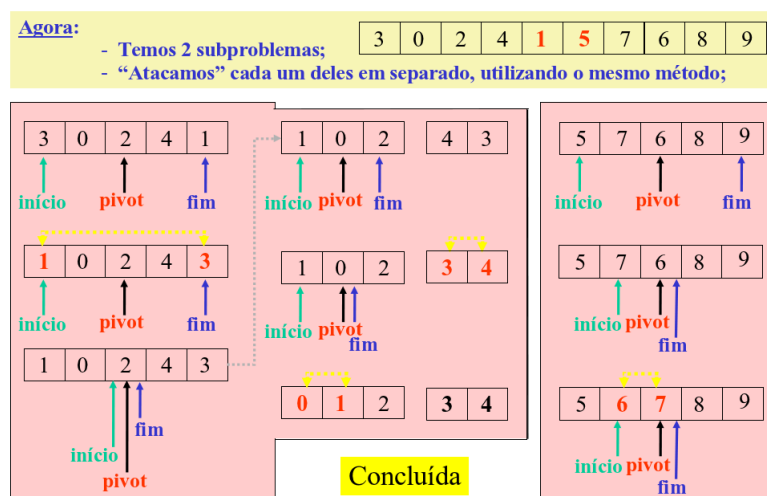 Agora:
3 0 2 4 1 5 7 6 8 9
- Temos 2 subproblemas;
- “Atacamos” cada um deles em separado, utilizando o mesmo método;
3 0 2 4 1
início pivot fim
1 0 2 4 3
início pivot fim
1 0 2 4 3
fim
início
pivot
1 0 2
4 3
início pivot fim
1 0 2
3 4
início pivot
fim
0 1 2
3 4
Concluída
5 7 6 8 9
início pivot fim
5 7 6 8 9
início pivot
fim
5 6 7 8 9
início pivot
fim